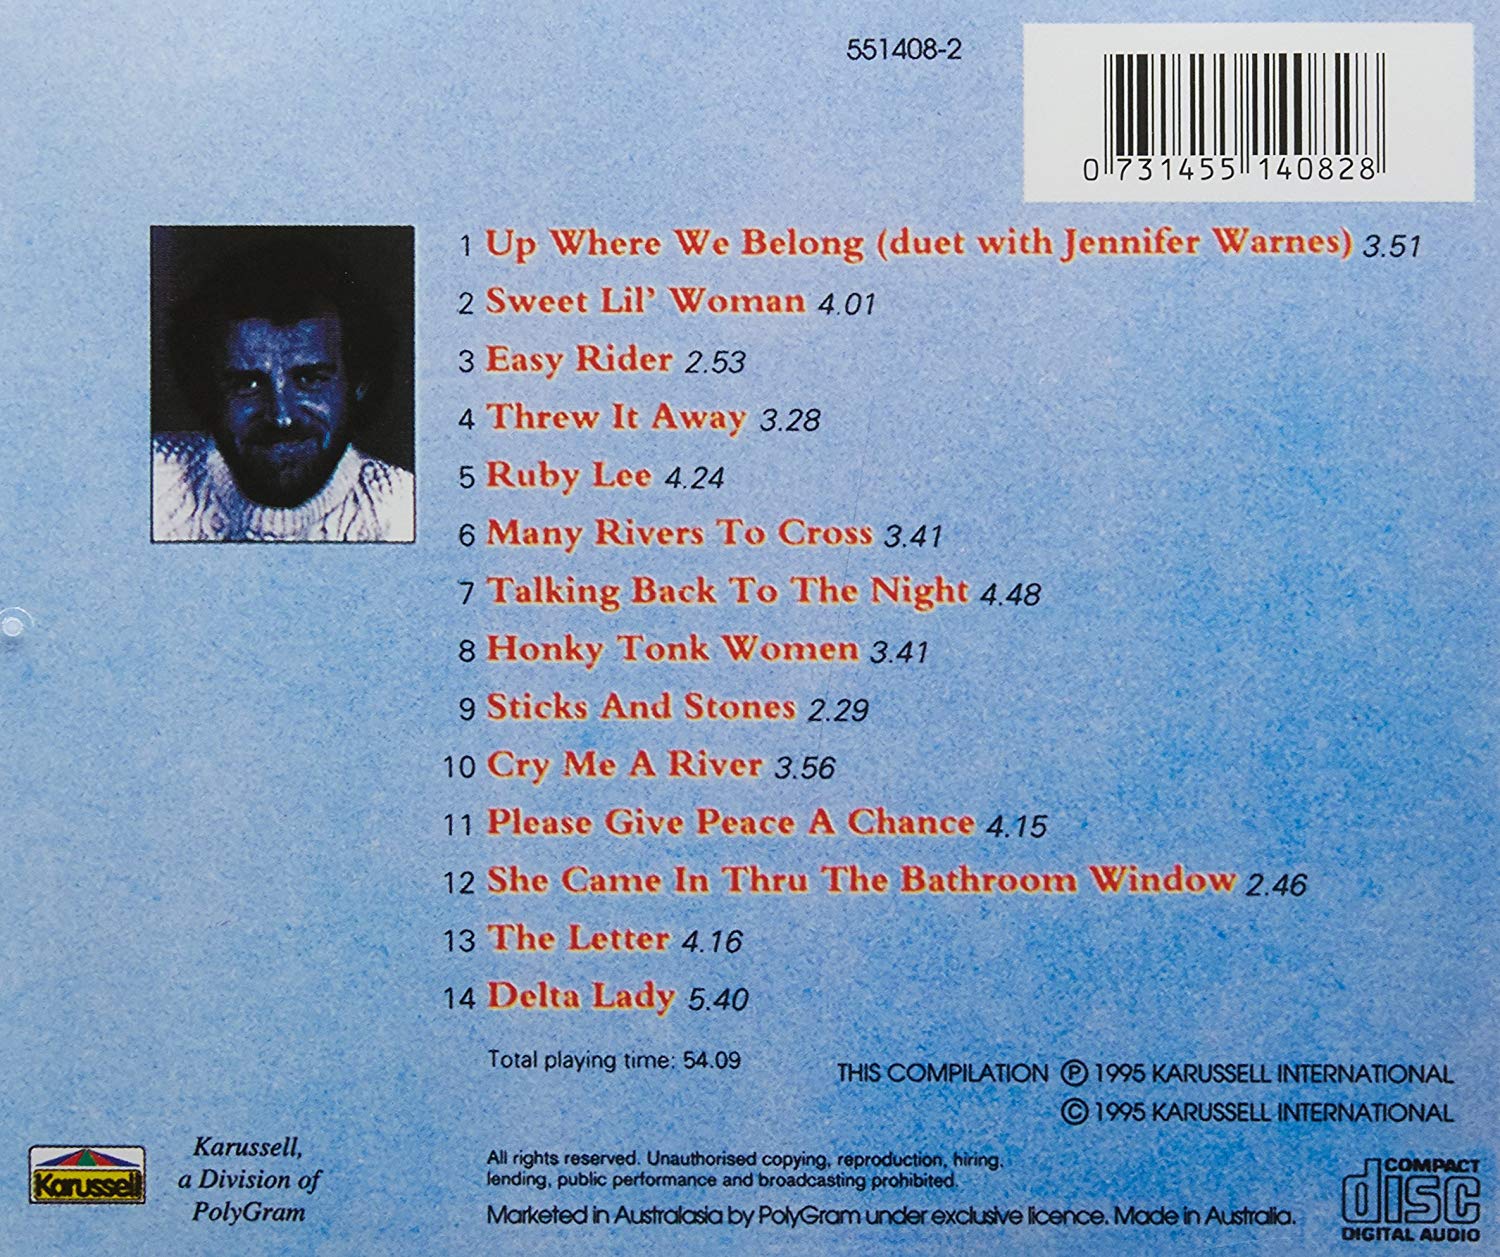 551408-2
0 731455 140828
1 Up Where We Belong (duet with Jennifer Warnes) 3.51
2 Sweet Lil' Woman 4.01
3 Easy Rider 2.53
4 Threw It Away 3.28
5 Ruby Lee 4.24
6 Many Rivers To Cross 3.41
7 Talking Back To The Night 4.48
8 Honky Tonk Women 3.41
9 Sticks And Stones 2.29
10 Cry Me A River 3.56
11 Please Give Peace A Chance 4.15
12 She Came In Thru The Bathroom Window 2.46
13 The Letter 4.16
14 Delta Lady 5.40
Total playing time: 54.09
THIS COMPILATION ℗ 1995 KARUSSELL INTERNATIONAL
© 1995 KARUSSELL INTERNATIONAL
Karussell
Karussell,
a Division of
PolyGram
All rights reserved. Unauthorised copying, reproduction, hiring,
lending, public performance and broadcasting prohibited.
Marketed in Australasia by PolyGram under exclusive licence. Made in Australia.
COMPACT
disc
DIGITAL AUDIO